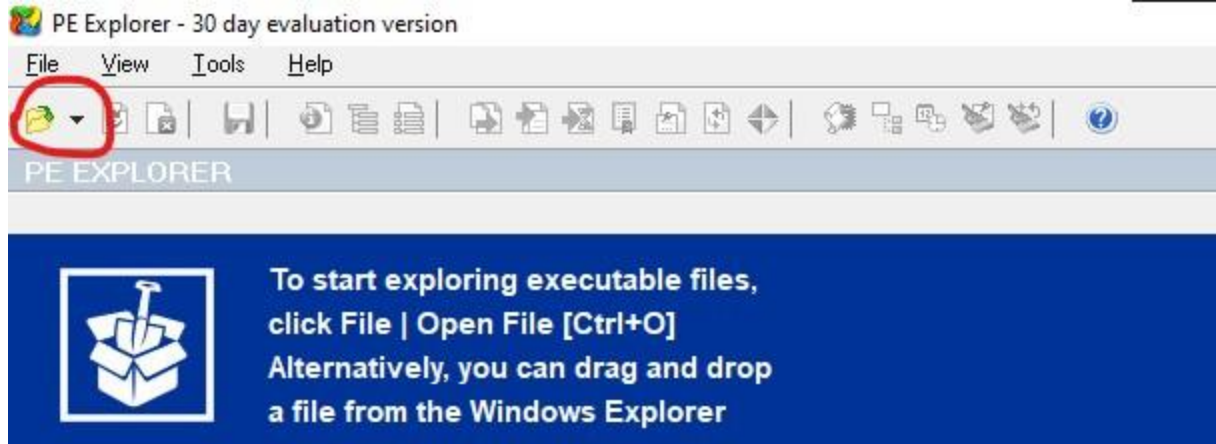 PE Explorer - 30 day evaluation version
File View Tools Help
PE EXPLORER
To start exploring executable files,
click File | Open File [Ctrl+O]
Alternatively, you can drag and drop
a file from the Windows Explorer